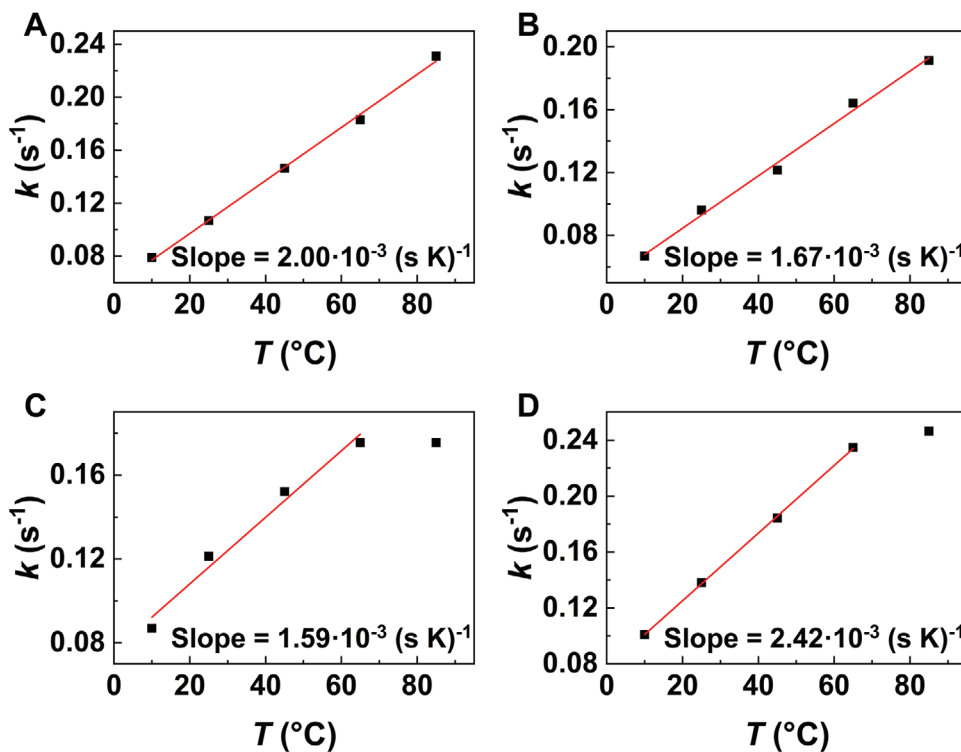 A
0.24
0.20
0.16
0.12
0.08
k (s⁻¹)
Slope = 2.00·10⁻³ (s K)⁻¹
0 20 40 60 80
T (°C)
B
0.20
0.16
0.12
0.08
k (s⁻¹)
Slope = 1.67·10⁻³ (s K)⁻¹
0 20 40 60 80
T (°C)
C
0.16
0.12
0.08
k (s⁻¹)
Slope = 1.59·10⁻³ (s K)⁻¹
0 20 40 60 80
T (°C)
D
0.24
0.20
0.16
0.12
0.08
k (s⁻¹)
Slope = 2.42·10⁻³ (s K)⁻¹
0 20 40 60 80
T (°C)